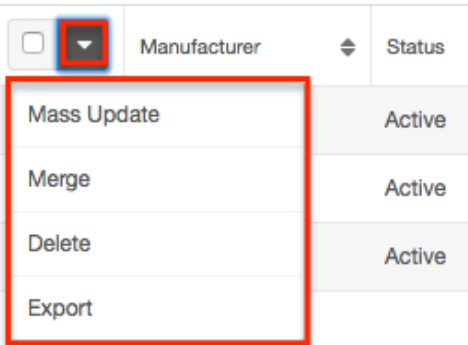 Manufacturer Status
Mass Update Active
Merge Active
Delete Active
Export